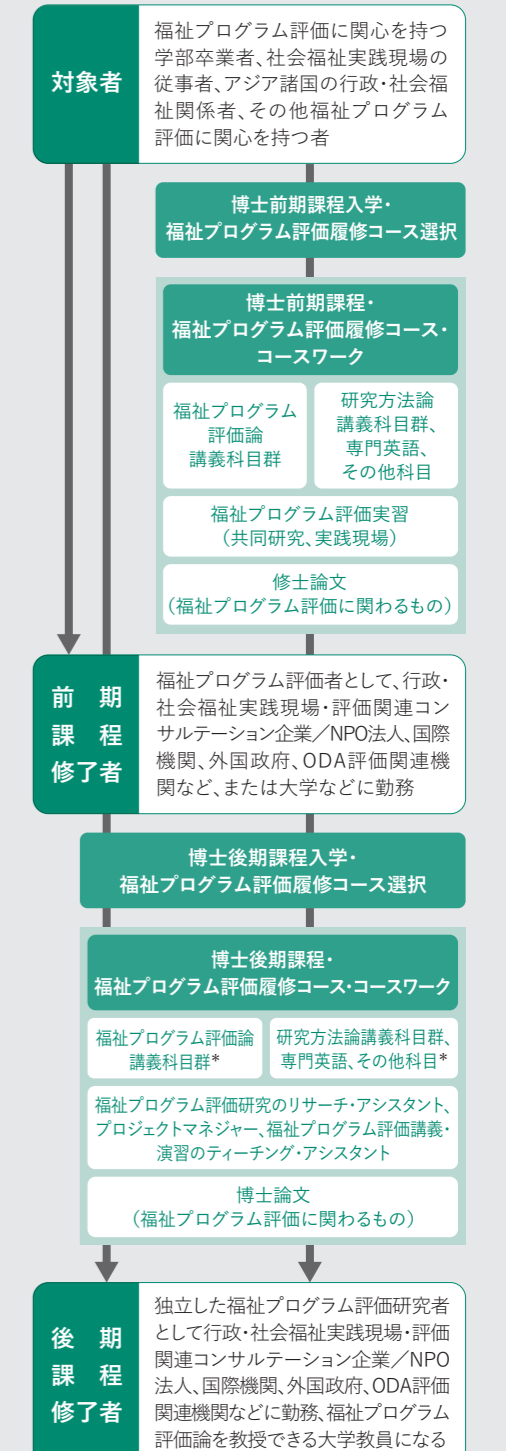 対象者
福祉プログラム評価に関心を持つ
学部卒業者、社会福祉実践現場の
従事者、アジア諸国の行政・社会福
祉関係者、その他福祉プログラム
評価に関心を持つ者
博士前期課程入学・
福祉プログラム評価履修コース選択
博士前期課程・
福祉プログラム評価履修コース・
コースワーク
福祉プログラム
評価論
講義科目群
研究方法論
講義科目群、
専門英語、
その他科目
福祉プログラム評価実習
（共同研究、実践現場）
修士論文
（福祉プログラム評価に関わるもの）
前　期
課　程
修了者
福祉プログラム評価者として、行政・
社会福祉実践現場・評価関連コン
サルテーション企業／NPO法人、国際
機関、外国政府、ODA評価関連機
関など、または大学などに勤務
博士後期課程入学・
福祉プログラム評価履修コース選択
博士後期課程・
福祉プログラム評価履修コース・コースワーク
福祉プログラム評価論
講義科目群*
研究方法論講義科目群、
専門英語、その他科目*
福祉プログラム評価研究のリサーチ・アシスタント、
プロジェクトマネジャー、福祉プログラム評価講義・
演習のティーチング・アシスタント
博士論文
（福祉プログラム評価に関わるもの）
後　期
課　程
修了者
独立した福祉プログラム評価研究者
として行政・社会福祉実践現場・評価
関連コンサルテーション企業／NPO
法人、国際機関、外国政府、ODA評価
関連機関などに勤務、福祉プログラム
評価論を教授できる大学教員になる